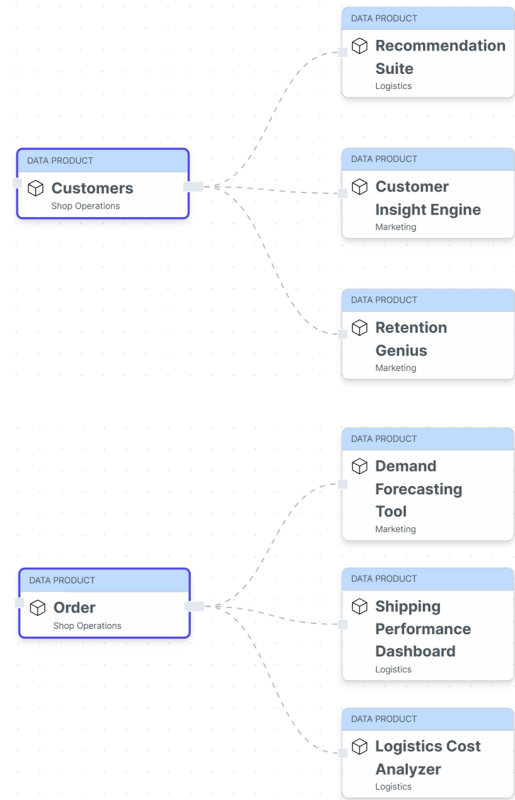 DATA PRODUCT
Recommendation
Suite
Logistics
DATA PRODUCT
Customers
Shop Operations
DATA PRODUCT
Customer
Insight Engine
Marketing
DATA PRODUCT
Retention
Genius
Marketing
DATA PRODUCT
Demand
Forecasting
Tool
Marketing
DATA PRODUCT
Order
Shop Operations
DATA PRODUCT
Shipping
Performance
Dashboard
Logistics
DATA PRODUCT
Logistics Cost
Analyzer
Logistics